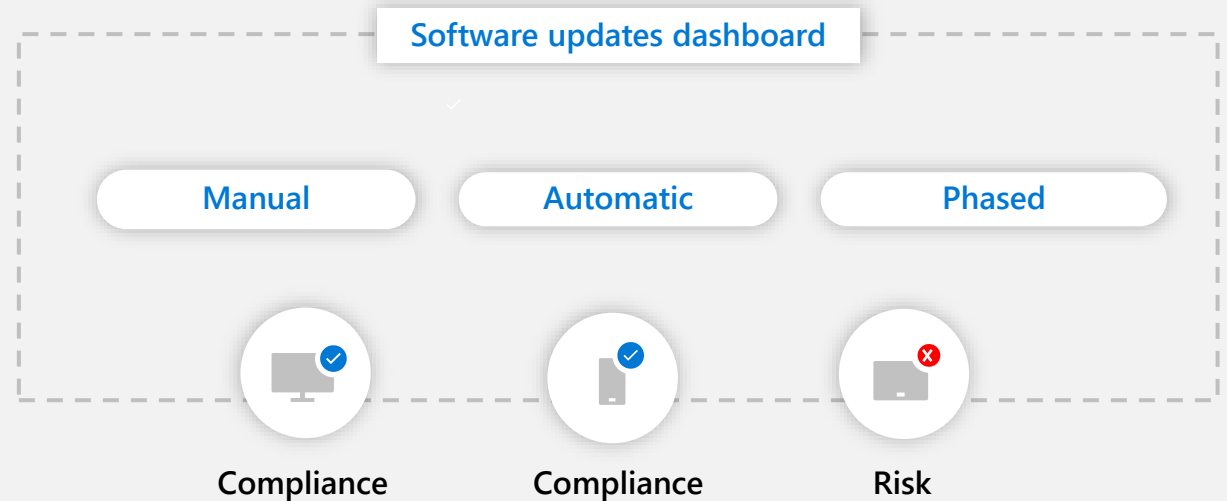 Software updates dashboard
Manual
Automatic
Phased
Compliance
Compliance
Risk